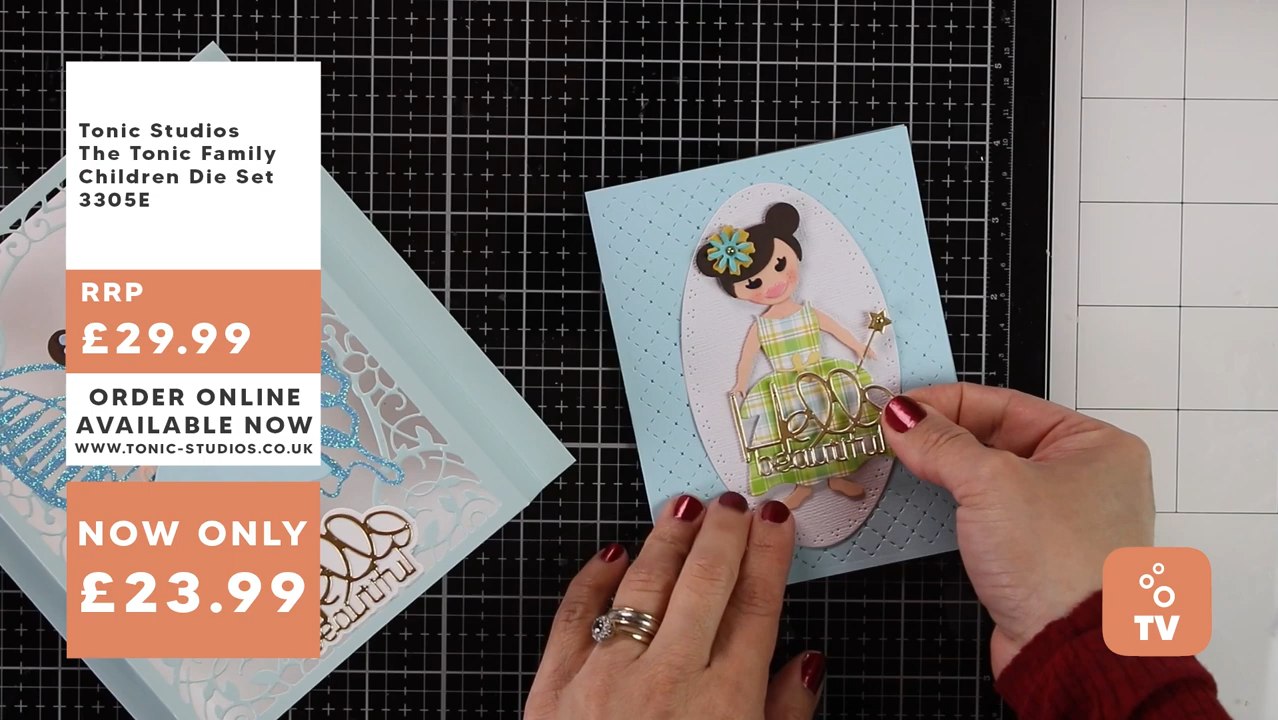 Tonic Studios
The Tonic Family
Children Die Set
3305E
RRP
£29.99
ORDER ONLINE
AVAILABLE NOW
WWW.TONIC-STUDIOS.CO.UK
NOW ONLY
£23.99
hello
beautiful
beautiful
TV